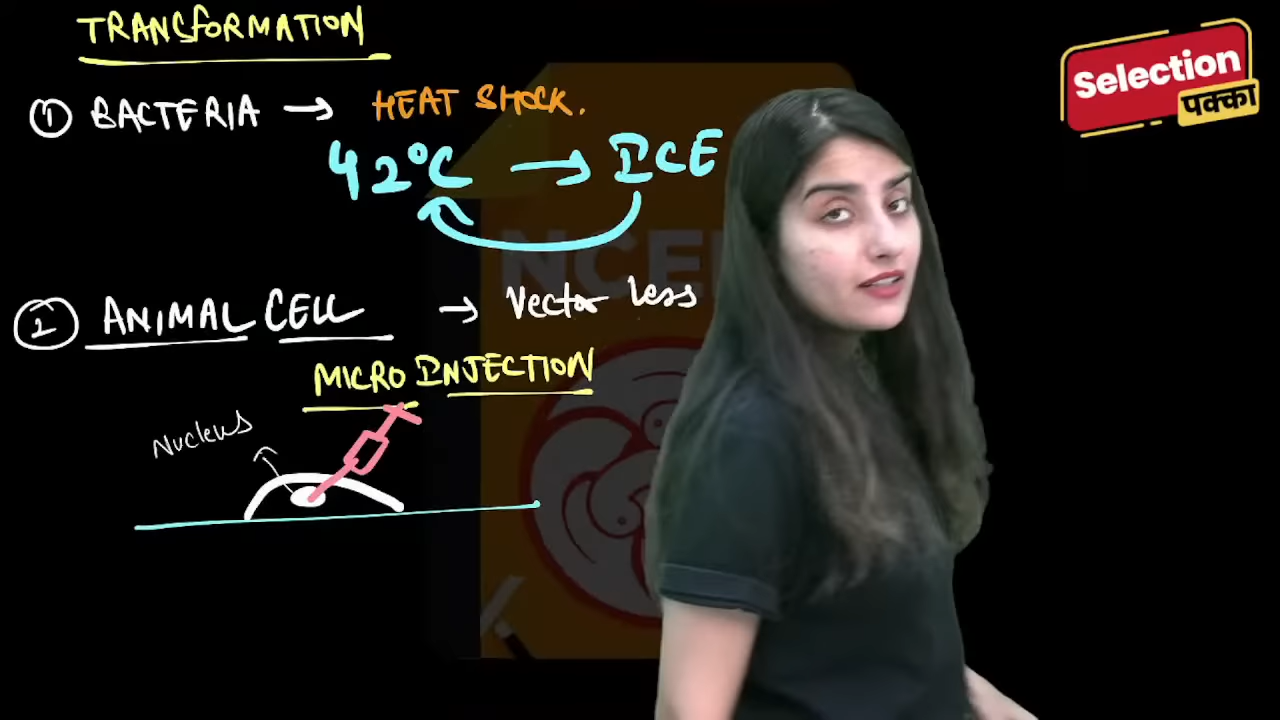 TRANSFORMATION
① BACTERIA → HEAT SHOCK.
42°C → ICE
② ANIMAL CELL → Vector less
MICRO INJECTION
Nucleus
Selection
पक्का